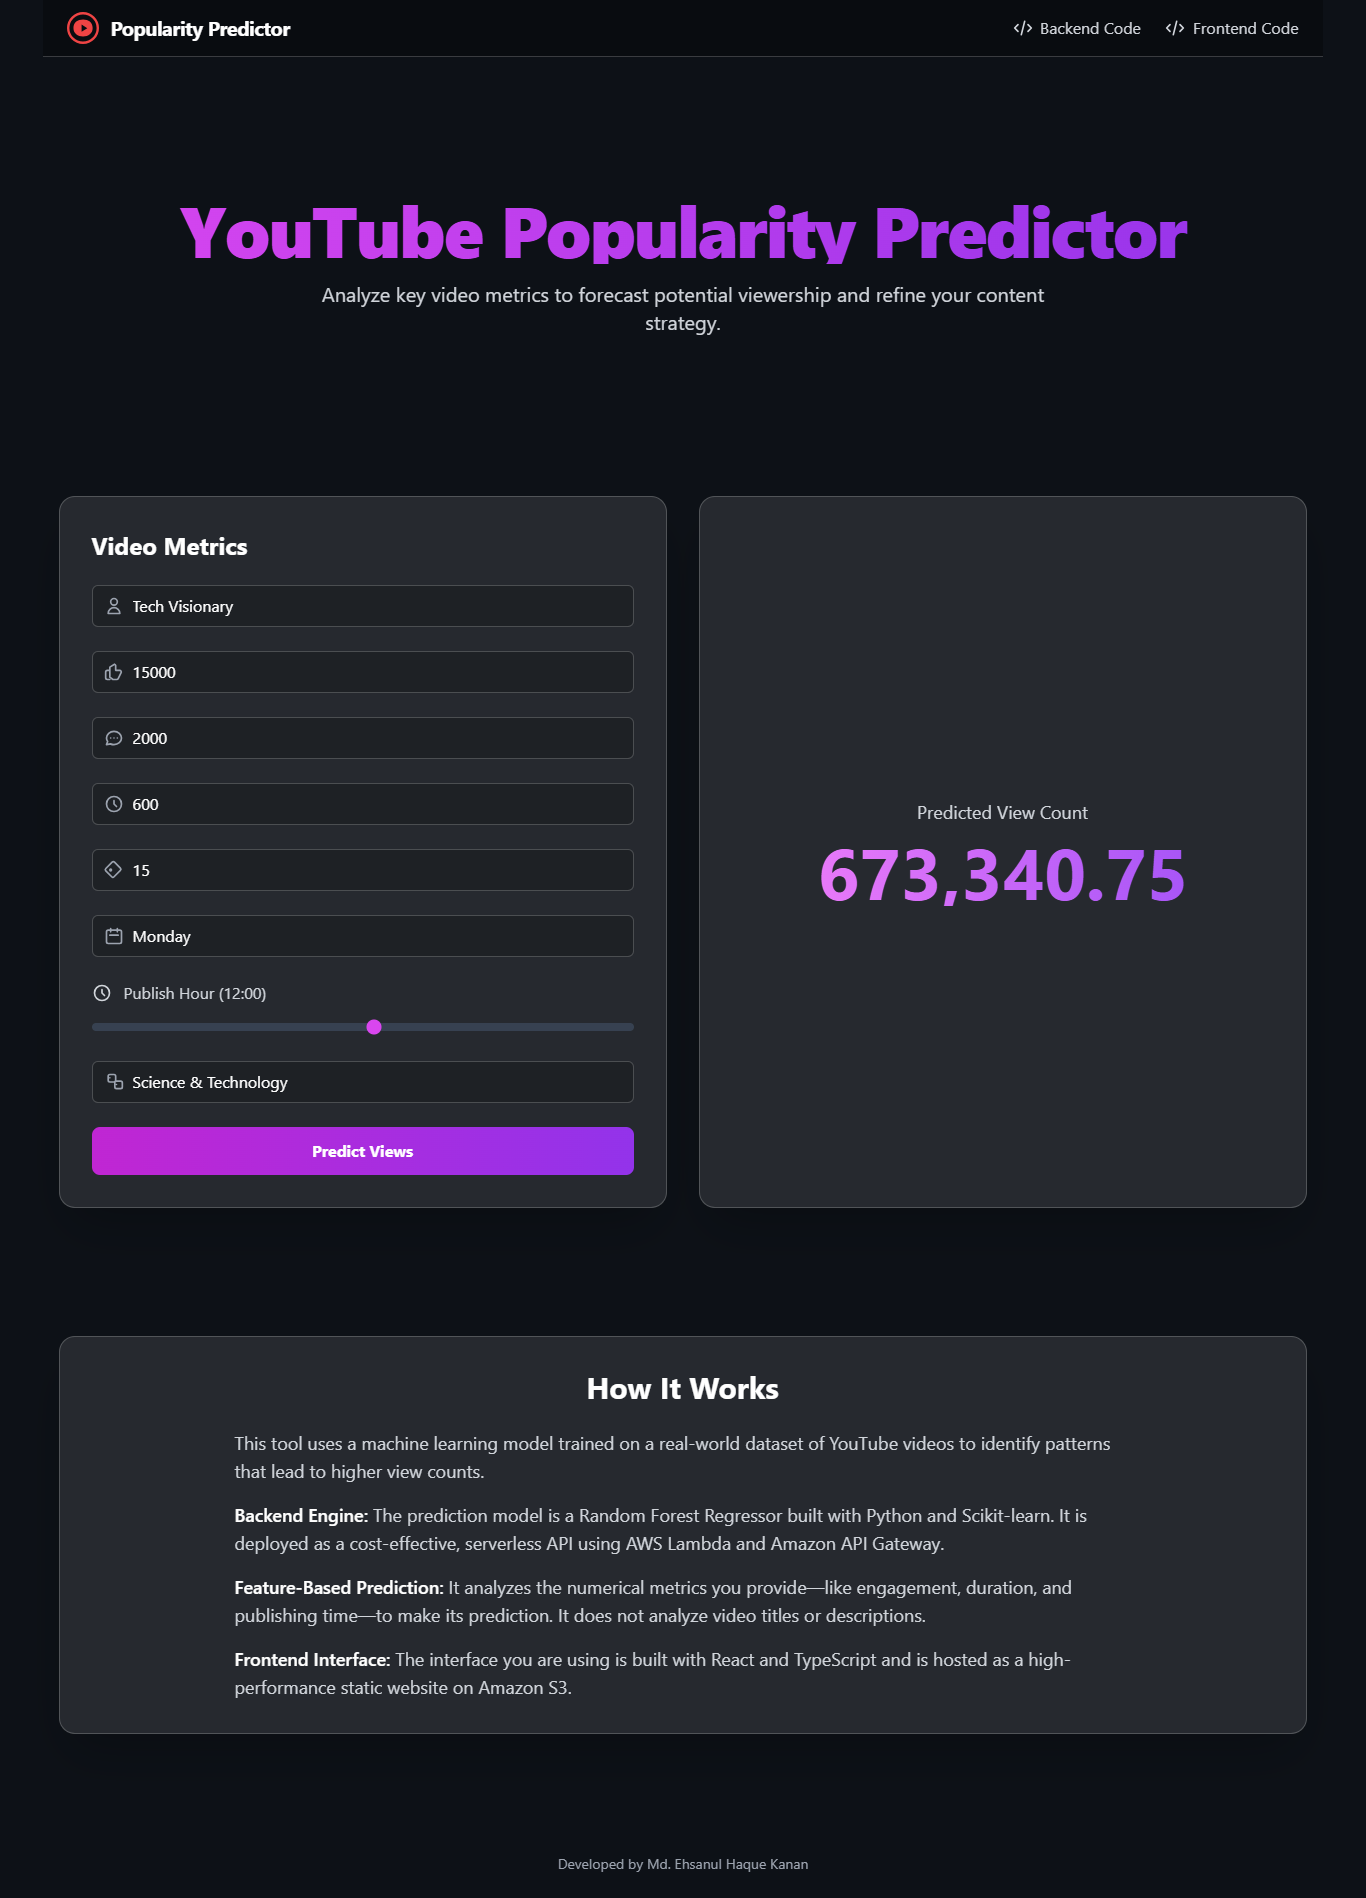 Popularity Predictor
Backend Code
Frontend Code
YouTube Popularity Predictor
Analyze key video metrics to forecast potential viewership and refine your content
strategy.
Video Metrics
Tech Visionary
15000
2000
600
15
Monday
Publish Hour (12:00)
Science & Technology
Predict Views
Predicted View Count
673,340.75
How It Works
This tool uses a machine learning model trained on a real-world dataset of YouTube videos to identify patterns
that lead to higher view counts.
Backend Engine: The prediction model is a Random Forest Regressor built with Python and Scikit-learn. It is
deployed as a cost-effective, serverless API using AWS Lambda and Amazon API Gateway.
Feature-Based Prediction: It analyzes the numerical metrics you provide—like engagement, duration, and
publishing time—to make its prediction. It does not analyze video titles or descriptions.
Frontend Interface: The interface you are using is built with React and TypeScript and is hosted as a high-
performance static website on Amazon S3.
Developed by Md. Ehsanul Haque Kanan